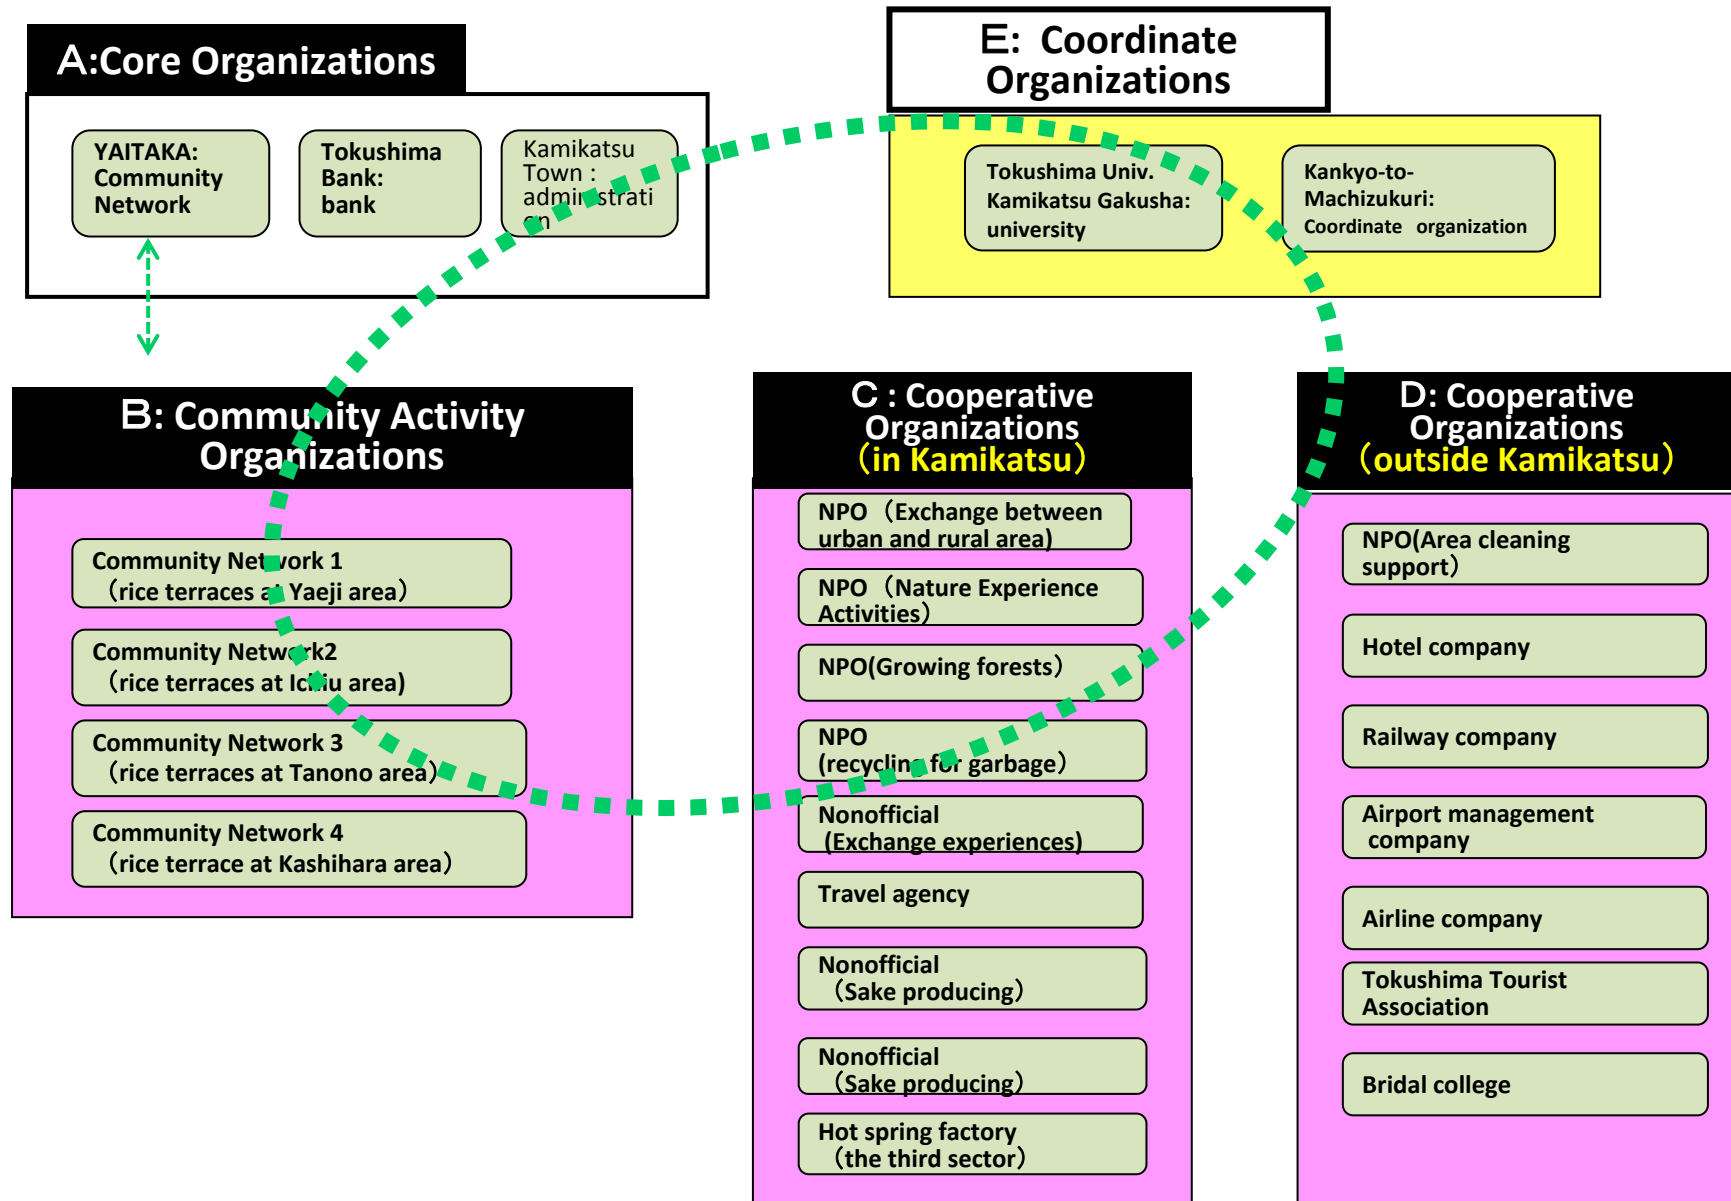 A:Core Organizations
YAITAKA:
Community
Network
Tokushima
Bank:
bank
Kamikatsu
Town :
administrati
on
E: Coordinate
Organizations
Tokushima Univ.
Kamikatsu Gakusha:
university
Kankyo-to-
Machizukuri:
Coordinate organization
B: Community Activity
Organizations
Community Network 1
（rice terraces at Yaeji area）
Community Network2
（rice terraces at Ichiu area)
Community Network 3
（rice terraces at Tanono area）
Community Network 4
（rice terrace at Kashihara area）
C : Cooperative
Organizations
（in Kamikatsu）
NPO（Exchange between
urban and rural area)
NPO（Nature Experience
Activities）
NPO(Growing forests）
NPO
(recycling for garbage）
Nonofficial
(Exchange experiences)
Travel agency
Nonofficial
（Sake producing）
Nonofficial
（Sake producing）
Hot spring factory
（the third sector）
D: Cooperative
Organizations
（outside Kamikatsu）
NPO(Area cleaning
support）
Hotel company
Railway company
Airport management
company
Airline company
Tokushima Tourist
Association
Bridal college